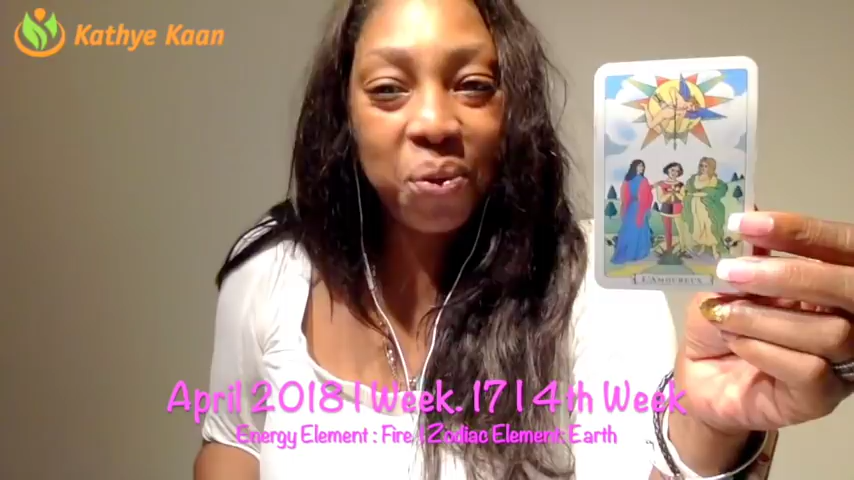 Kathye Kaan
L'AMOUREUX
April 2018 | Week. 17 | 4th Week
Energy Element : Fire | Zodiac Element: Earth